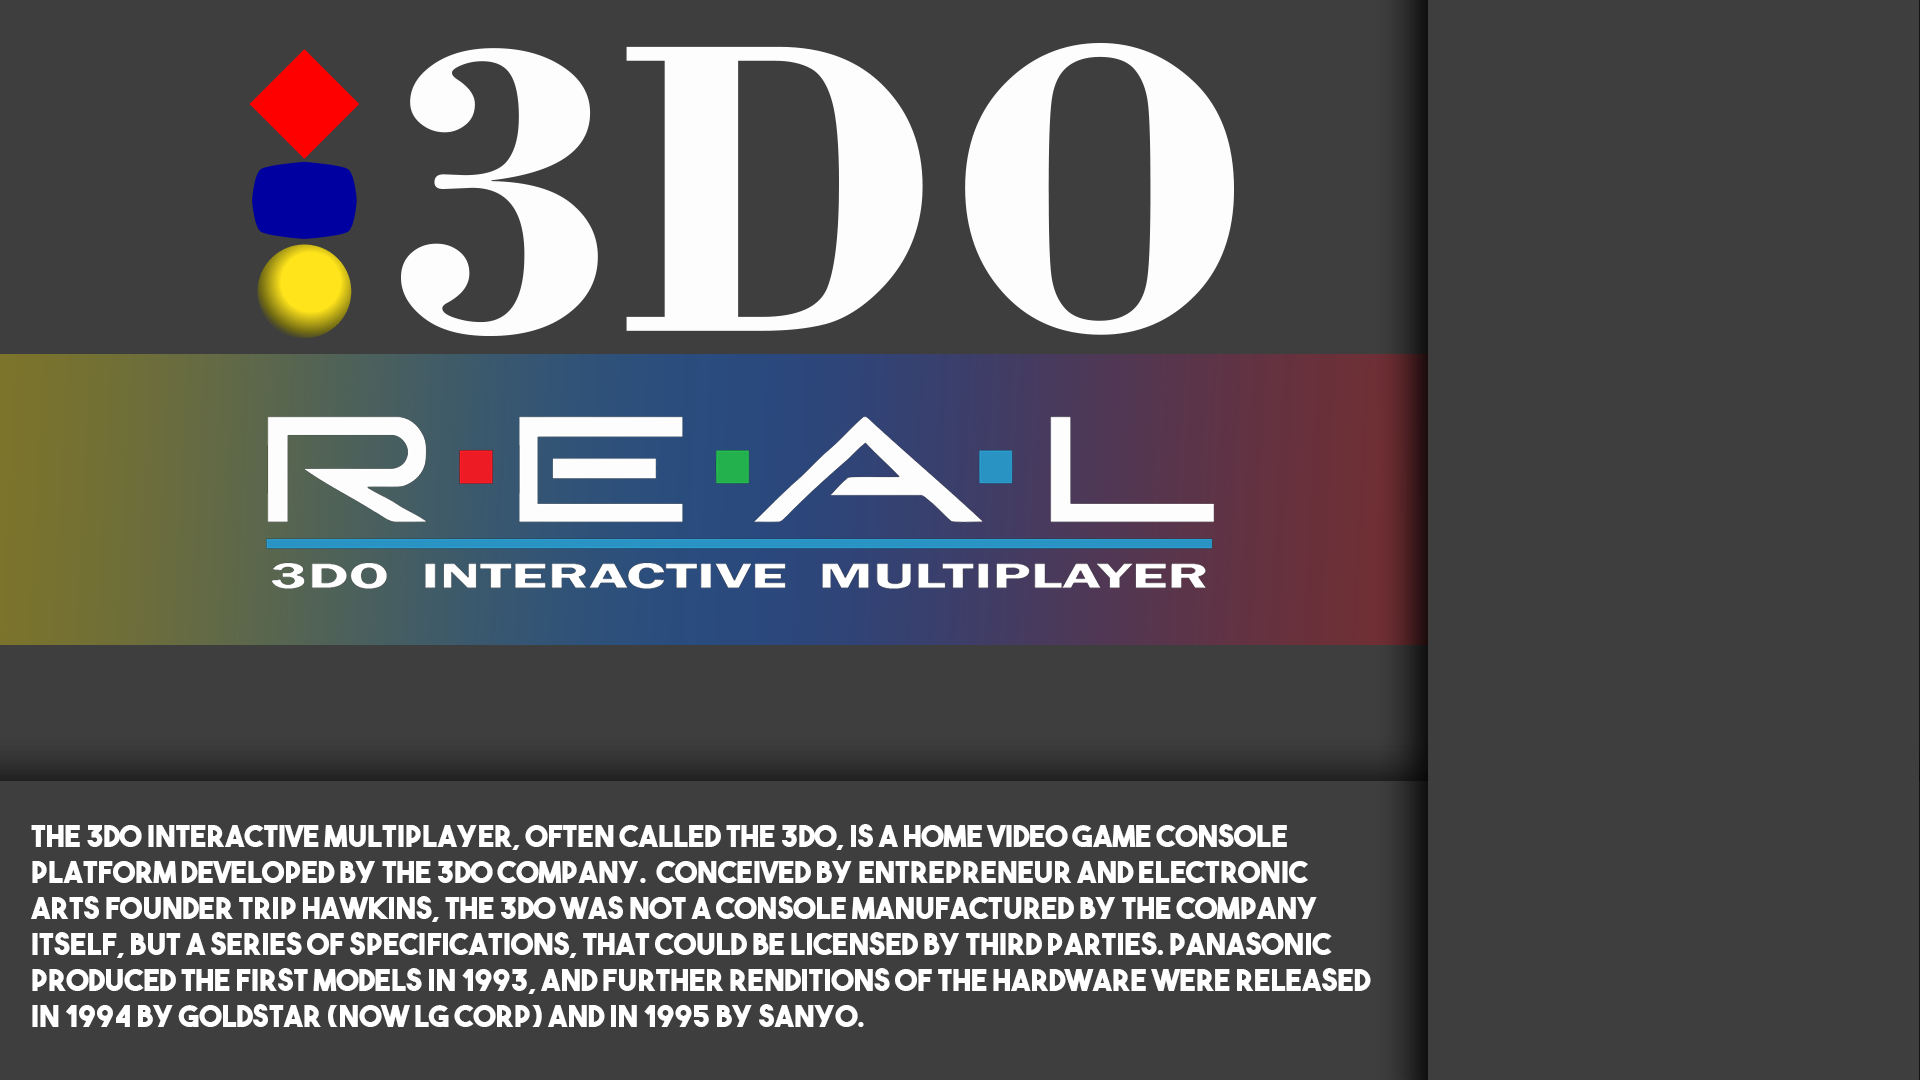 3DO
R·E·A·L
3DO INTERACTIVE MULTIPLAYER
THE 3DO INTERACTIVE MULTIPLAYER, OFTEN CALLED THE 3DO, IS A HOME VIDEO GAME CONSOLE
PLATFORM DEVELOPED BY THE 3DO COMPANY. CONCEIVED BY ENTREPRENEUR AND ELECTRONIC
ARTS FOUNDER TRIP HAWKINS, THE 3DO WAS NOT A CONSOLE MANUFACTURED BY THE COMPANY
ITSELF, BUT A SERIES OF SPECIFICATIONS, THAT COULD BE LICENSED BY THIRD PARTIES. PANASONIC
PRODUCED THE FIRST MODELS IN 1993, AND FURTHER RENDITIONS OF THE HARDWARE WERE RELEASED
IN 1994 BY GOLDSTAR (NOW LG CORP) AND IN 1995 BY SANYO.